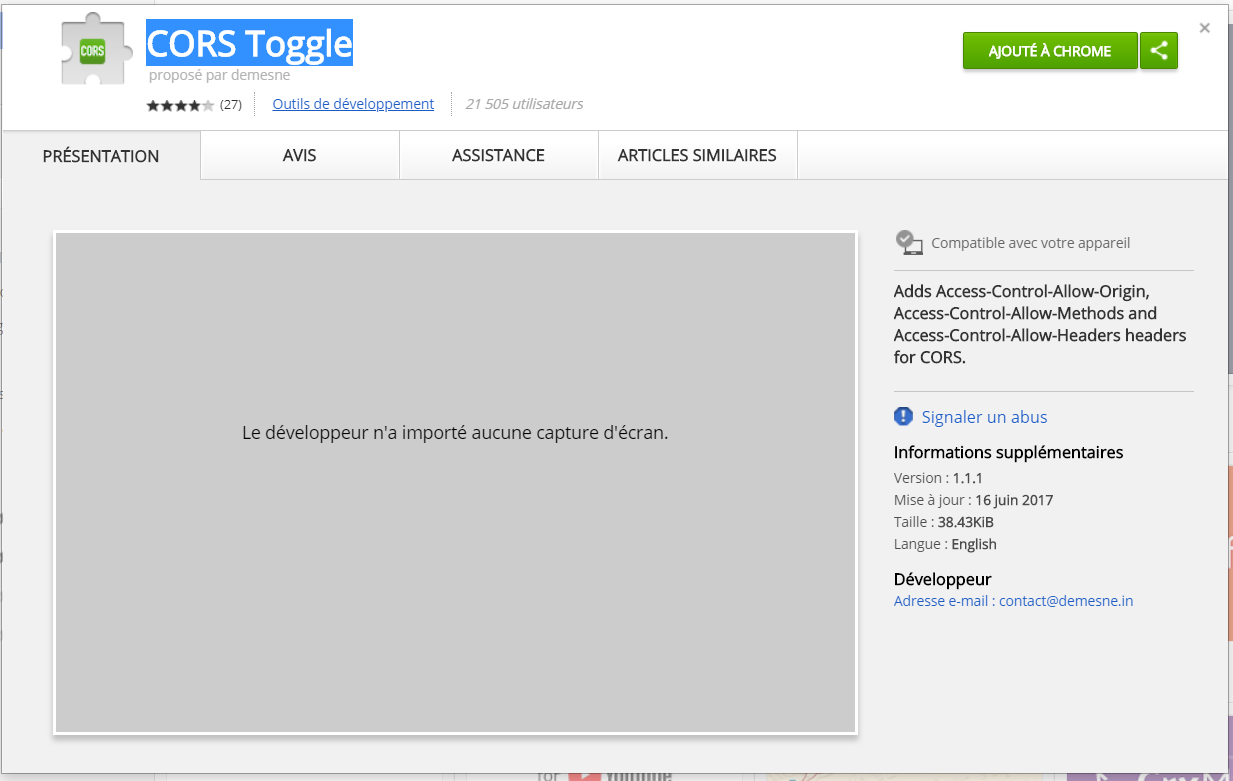 CORS
CORS Toggle
proposé par demesne
(27)
Outils de développement
21 505 utilisateurs
AJOUTÉ À CHROME
PRÉSENTATION
AVIS
ASSISTANCE
ARTICLES SIMILAIRES
Le développeur n'a importé aucune capture d'écran.
Compatible avec votre appareil
Adds Access-Control-Allow-Origin,
Access-Control-Allow-Methods and
Access-Control-Allow-Headers headers
for CORS.
Signaler un abus
Informations supplémentaires
Version : 1.1.1
Mise à jour : 16 juin 2017
Taille : 38.43KiB
Langue : English
Développeur
Adresse e-mail : contact@demesne.in
for